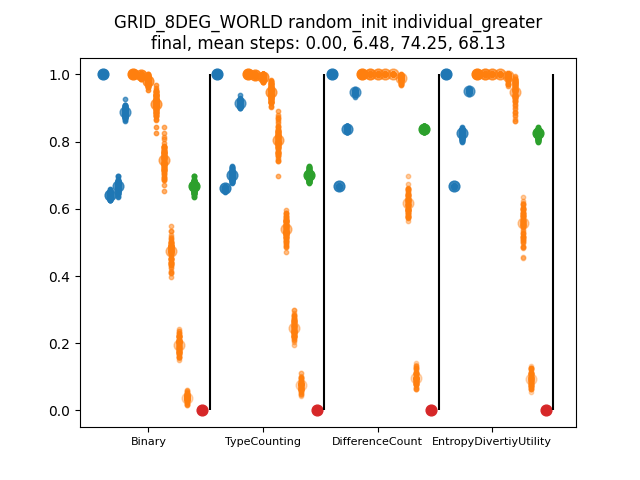 GRID_8DEG_WORLD random_init individual_greater
final, mean steps: 0.00, 6.48, 74.25, 68.13
1.0
0.8
0.6
0.4
0.2
0.0
Binary TypeCounting DifferenceCount EntropyDivertiyUtility